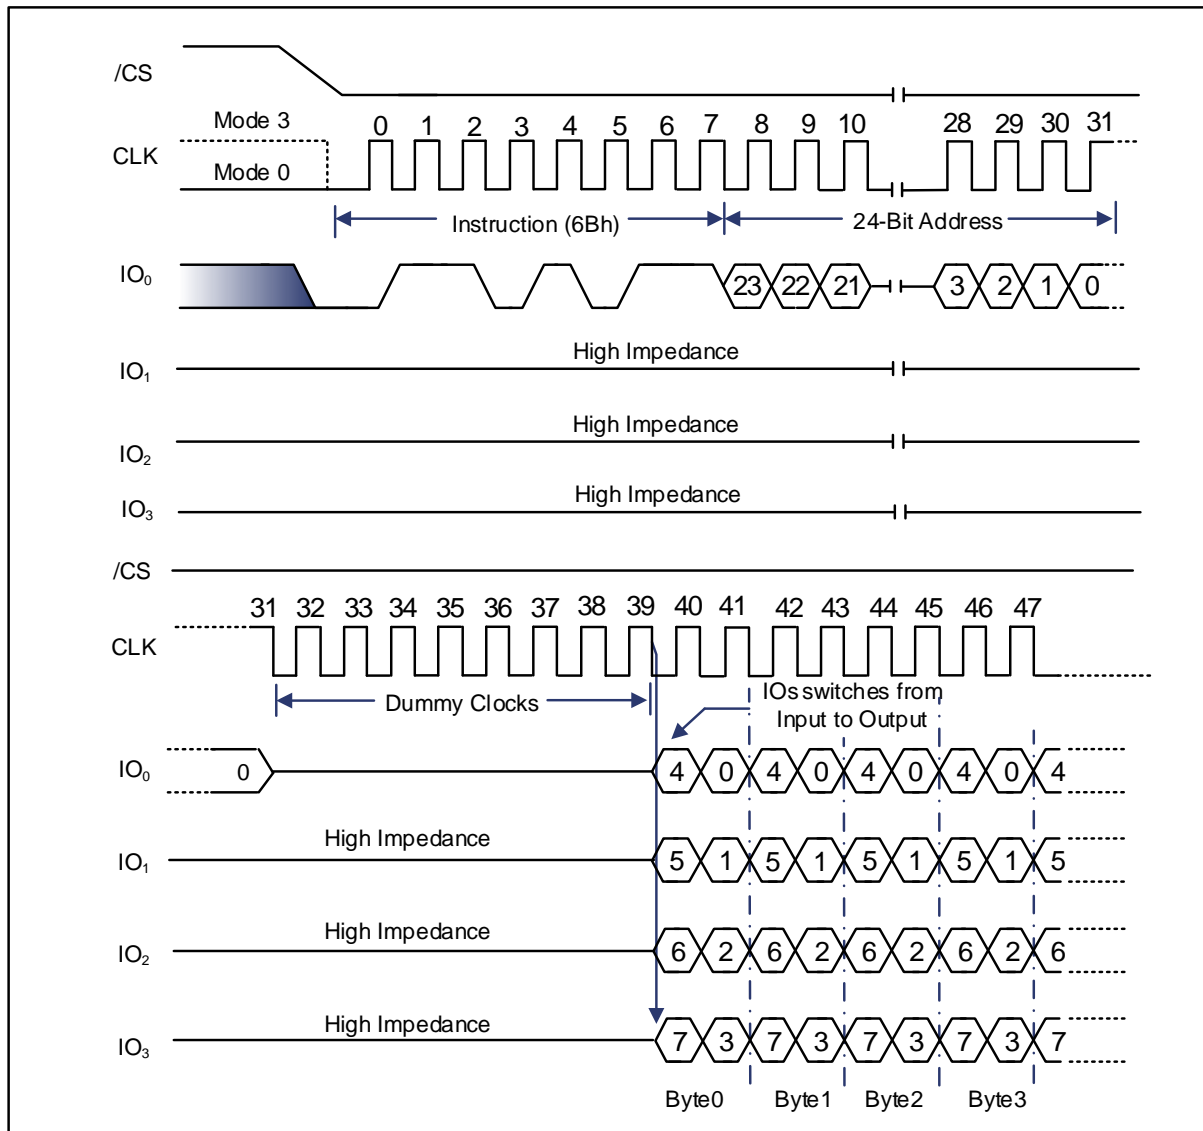 /CS
Mode 3
0 1 2 3 4 5 6 7 8 9 10 28 29 30 31
CLK
Mode 0
Instruction (6Bh) 24-Bit Address
IO0 23 22 21 3 2 1 0
High Impedance
IO1
High Impedance
IO2
High Impedance
IO3
/CS
31 32 33 34 35 36 37 38 39 40 41 42 43 44 45 46 47
CLK
Dummy Clocks
IOs switches from
Input to Output
IO0 0 4 0 4 0 4 0 4 0 4
High Impedance
IO1 5 1 5 1 5 1 5 1 5
High Impedance
IO2 6 2 6 2 6 2 6 2 6
High Impedance
IO3 7 3 7 3 7 3 7 3 7
Byte0 Byte1 Byte2 Byte3